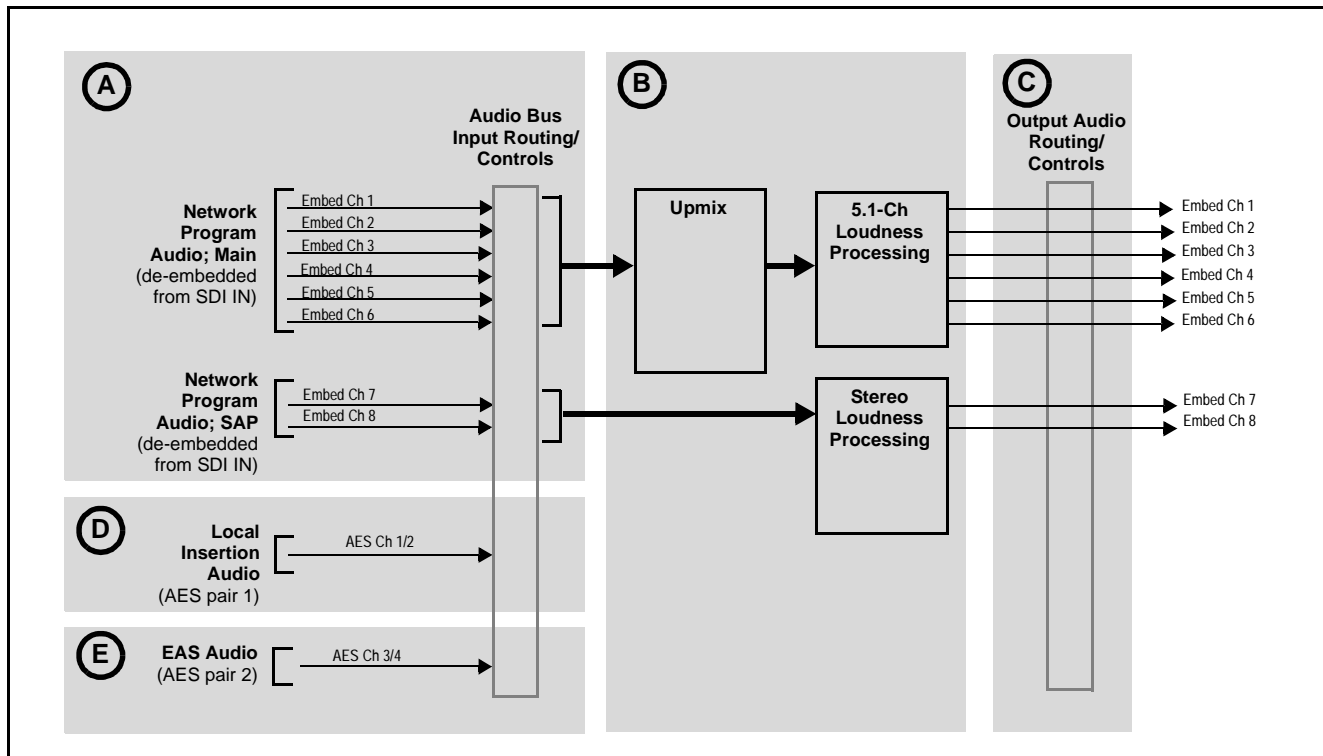 A
B
C
Audio Bus
Input Routing/
Controls
Output Audio
Routing/
Controls
Network
Program
Audio; Main
(de-embedded
from SDI IN)
Embed Ch 1
Embed Ch 2
Embed Ch 3
Embed Ch 4
Embed Ch 5
Embed Ch 6
Upmix
5.1-Ch
Loudness
Processing
Embed Ch 1
Embed Ch 2
Embed Ch 3
Embed Ch 4
Embed Ch 5
Embed Ch 6
Network
Program
Audio; SAP
(de-embedded
from SDI IN)
Embed Ch 7
Embed Ch 8
Stereo
Loudness
Processing
Embed Ch 7
Embed Ch 8
D
Local
Insertion
Audio
(AES pair 1)
AES Ch 1/2
E
EAS Audio
(AES pair 2)
AES Ch 3/4